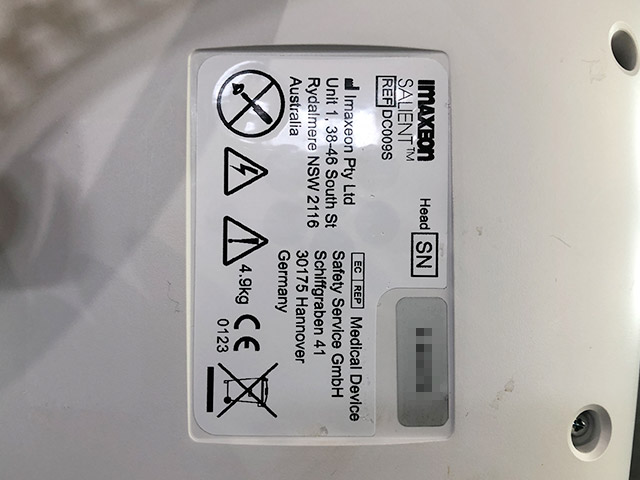 ImAXEon
SALIENT™
REF DC009S
Head SN
Imaxeon Pty Ltd
Unit 1, 38-46 South St
Rydalmere NSW 2116
Australia
EC REP Medical Device
Safety Service GmbH
Schiffgraben 41
30175 Hannover
Germany
4.9kg
CE
0123